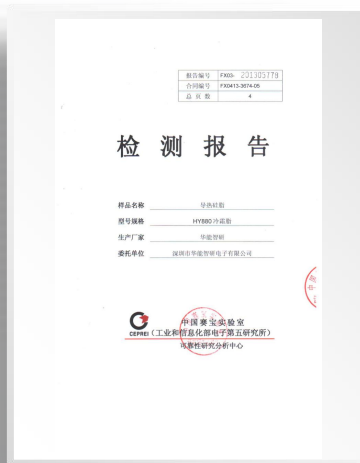 报告编号 FX03- 201305778
合同编号 FX0413-3674-05
总页数 4
检测报告
样品名称 导热硅脂
型号规格 HY880冷霜脂
生产厂家 华能智研
委托单位 深圳市华能智研电子有限公司
中国赛宝实验室
CEPREI (工业和信息化部电子第五研究所)
可靠性研究分析中心